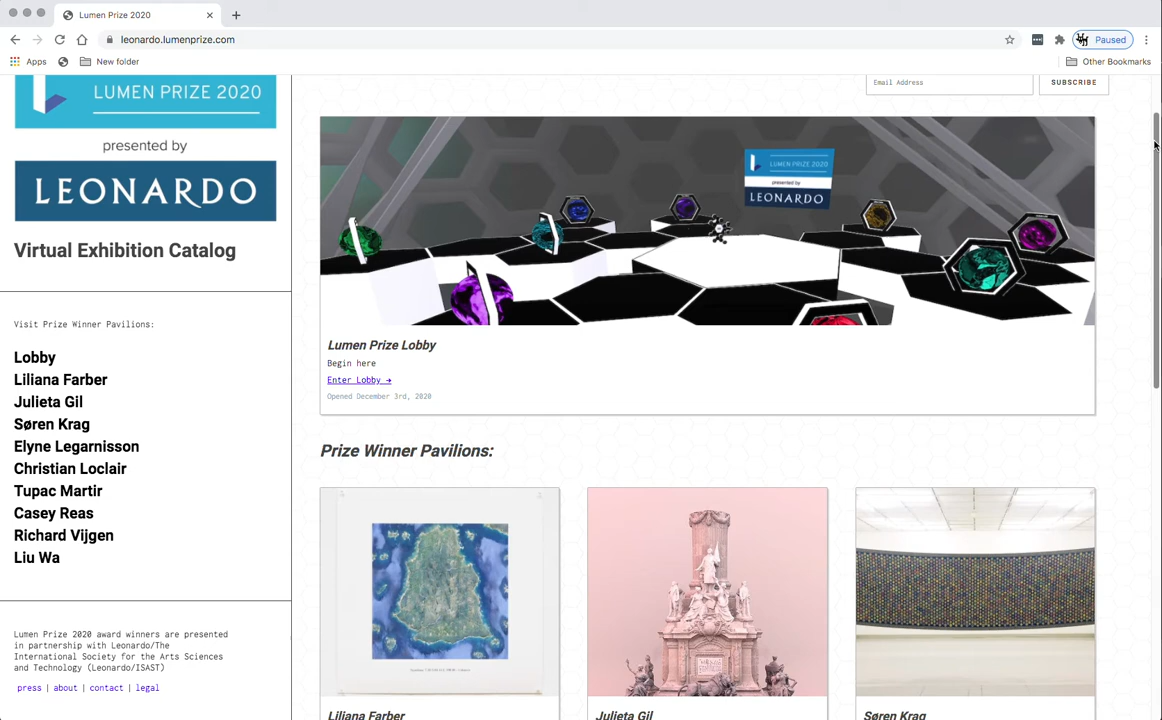 Lumen Prize 2020
leonardo.lumenprize.com
Paused
Apps
New folder
Other Bookmarks
LUMEN PRIZE 2020
presented by
LEONARDO
Virtual Exhibition Catalog
Visit Prize Winner Pavilions:
Lobby
Liliana Farber
Julieta Gil
Søren Krag
Elyne Legarnisson
Christian Loclair
Tupac Martir
Casey Reas
Richard Vijgen
Liu Wa
Lumen Prize 2020 award winners are presented
in partnership with Leonardo/The
International Society for the Arts Sciences
and Technology (Leonardo/ISAST)
press | about | contact | legal
Email Address
SUBSCRIBE
LUMEN PRIZE 2020
presented by
LEONARDO
Lumen Prize Lobby
Begin here
Enter Lobby →
Opened December 3rd, 2020
Prize Winner Pavilions:
Liliana Farber
Julieta Gil
Søren Krag